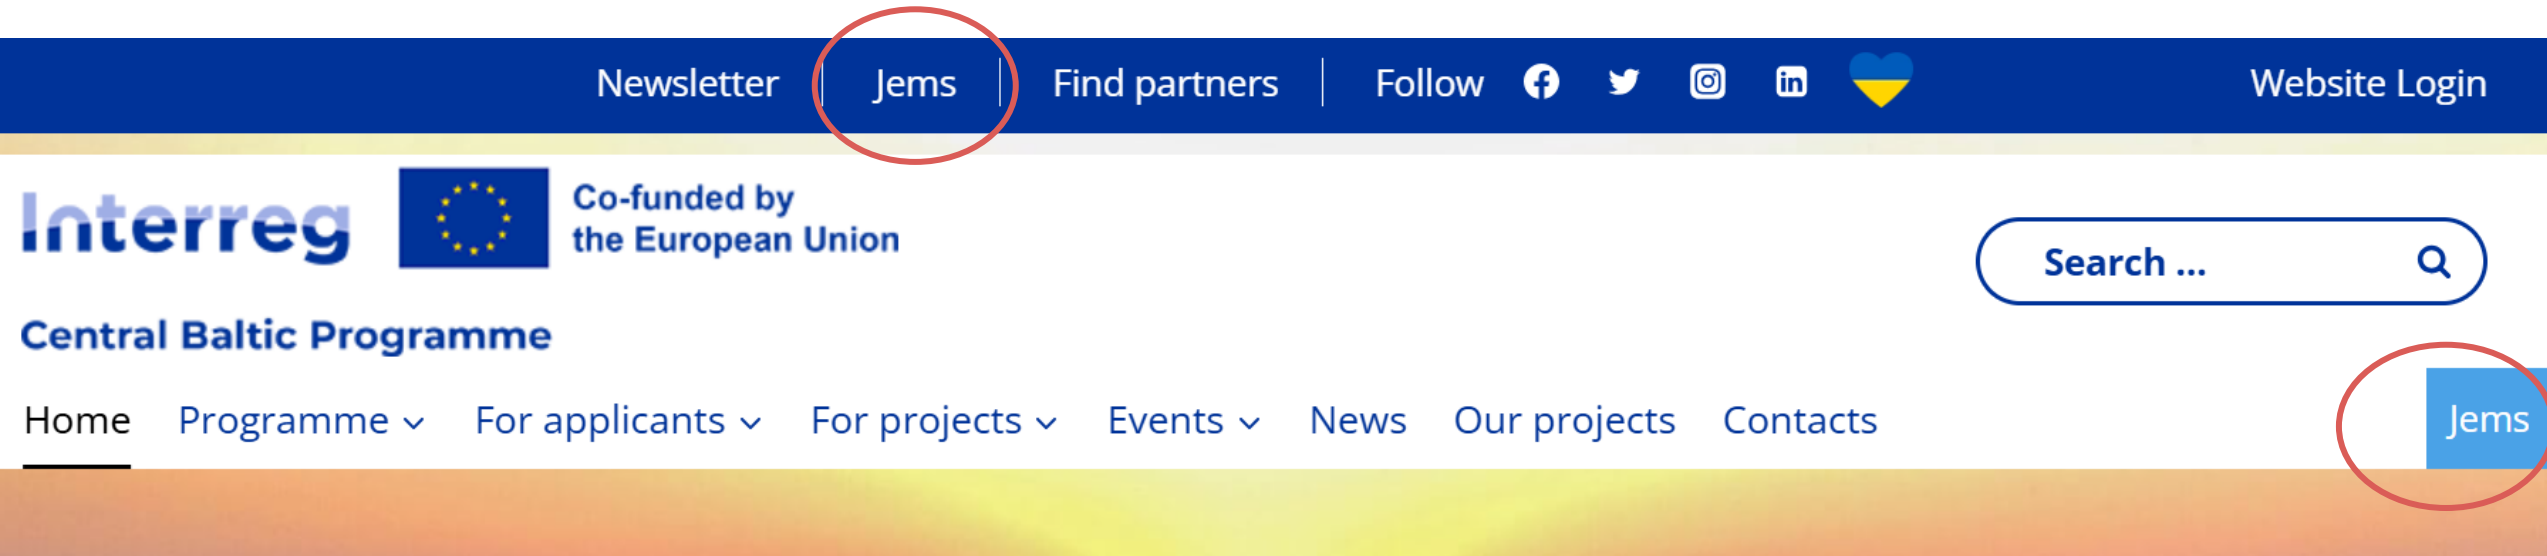 Newsletter Jems Find partners Follow Website Login
Interreg
Co-funded by
the European Union
Search ...
Central Baltic Programme
Home Programme For applicants For projects Events News Our projects Contacts Jems